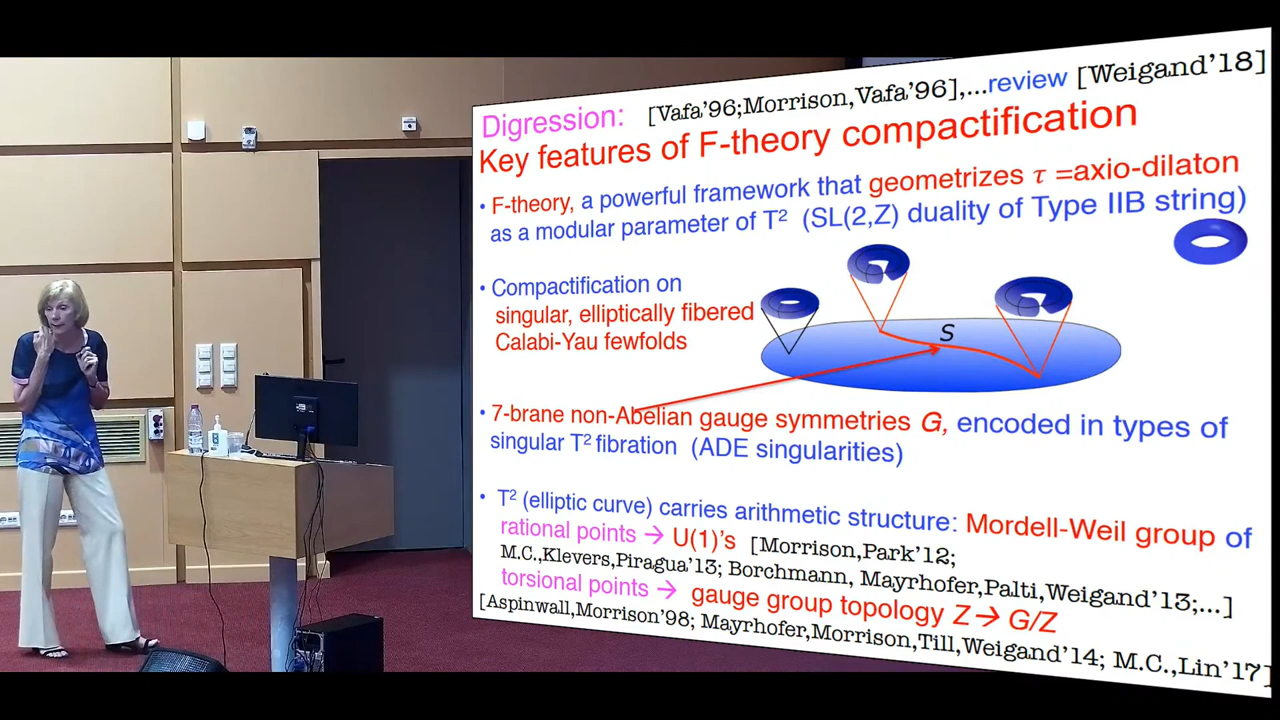 Digression: [Vafa'96;Morrison,Vafa'96],...review [Weigand'18]
Key features of F-theory compactification
• F-theory, a powerful framework that geometrizes τ =axio-dilaton
as a modular parameter of T² (SL(2,Z) duality of Type IIB string)
• Compactification on
singular, elliptically fibered
Calabi-Yau fewfolds
S
• 7-brane non-Abelian gauge symmetries G, encoded in types of
singular T² fibration (ADE singularities)
• T² (elliptic curve) carries arithmetic structure: Mordell-Weil group of
rational points → U(1)'s [Morrison,Park'12;
M.C.,Klevers,Piragua'13; Borchmann, Mayrhofer,Palti,Weigand'13;...]
torsional points → gauge group topology Z → G/Z
[Aspinwall,Morrison'98; Mayrhofer,Morrison,Till,Weigand'14; M.C.,Lin'17]